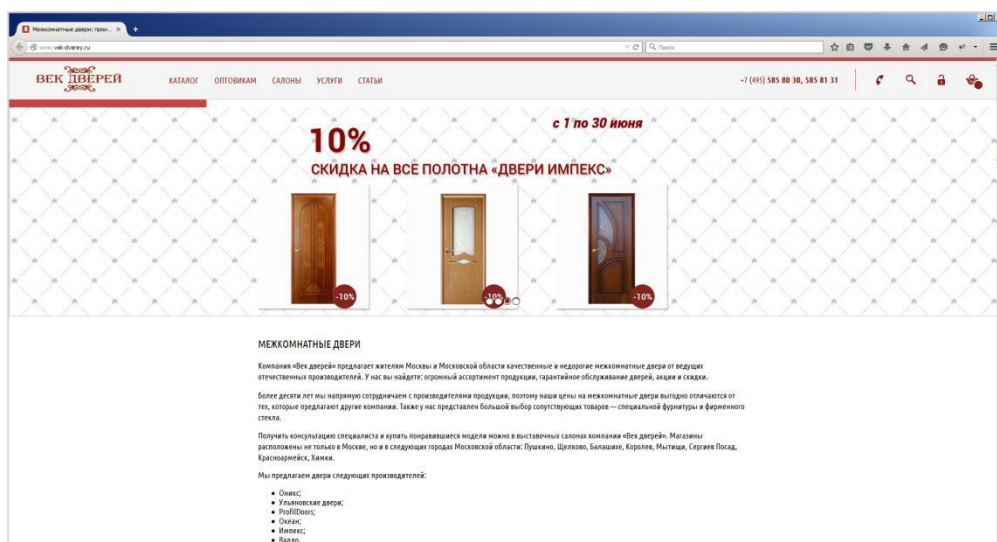 Межкомнатные двери: прои...
www.vek-dverey.ru
Поиск
ВЕК ДВЕРЕЙ
КАТАЛОГ ОПТОВИКАМ САЛОНЫ УСЛУГИ СТАТЬИ
+7 (495) 585 80 30, 585 81 31
с 1 по 30 июня
10%
СКИДКА НА ВСЕ ПОЛОТНА «ДВЕРИ ИМПЕКС»
-10% -10% -10%
МЕЖКОМНАТНЫЕ ДВЕРИ
Компания «Век дверей» предлагает жителям Москвы и Московской области качественные и недорогие межкомнатные двери от ведущих
отечественных производителей. У нас вы найдете: огромный ассортимент продукции, гарантийное обслуживание дверей, акции и скидки.
Более десяти лет мы напрямую сотрудничаем с производителями продукции, поэтому наши цены на межкомнатные двери выгодно отличаются от
тех, которые предлагают другие компании. Также у нас представлен большой выбор сопутствующих товаров — специальной фурнитуры и фирменного
стекла.
Получить консультацию специалиста и купить понравившиеся модели можно в выставочных салонах компании «Век дверей». Магазины
расположены не только в Москве, но и в следующих городах Московской области: Пушкино, Щелково, Балашихе, Королев, Мытищи, Сергиев Посад,
Красноармейск, Химки.
Мы предлагаем двери следующих производителей:
Оникс;
Ульяновские двери;
ProfilDoors;
Океан;
Импекс;